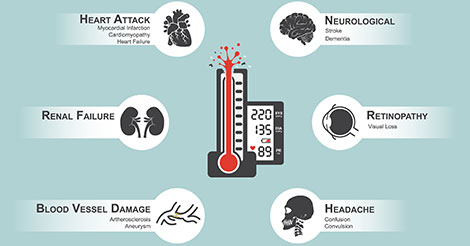 HEART ATTACK
Myocardial Infarction
Cardiomyopathy
Heart Failure
NEUROLOGICAL
Stroke
Dementia
RENAL FAILURE
220
135
89
RETINOPATHY
Visual Loss
BLOOD VESSEL DAMAGE
Artherosclerosis
Aneurysm
HEADACHE
Confusion
Convulsion